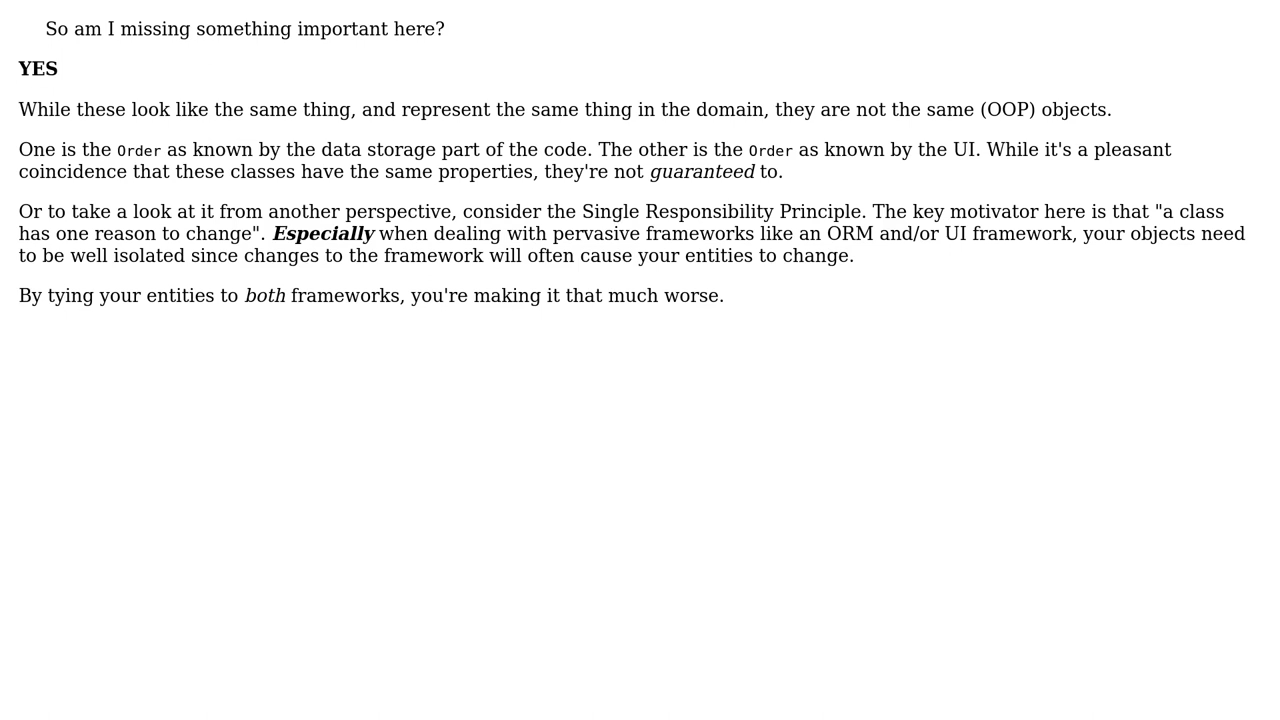 So am I missing something important here?
YES
While these look like the same thing, and represent the same thing in the domain, they are not the same (OOP) objects.
One is the Order as known by the data storage part of the code. The other is the Order as known by the UI. While it's a pleasant
coincidence that these classes have the same properties, they're not guaranteed to.
Or to take a look at it from another perspective, consider the Single Responsibility Principle. The key motivator here is that "a class
has one reason to change". Especially when dealing with pervasive frameworks like an ORM and/or UI framework, your objects need
to be well isolated since changes to the framework will often cause your entities to change.
By tying your entities to both frameworks, you're making it that much worse.